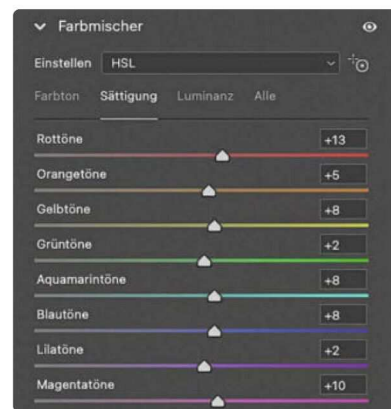 Farbmischer
Einstellen HSL
Farbton Sättigung Luminanz Alle
Rottöne +13
Orangetöne +5
Gelbtöne +8
Grüntöne +2
Aquamarintöne +8
Blautöne +8
Lilatöne +2
Magentatöne +10